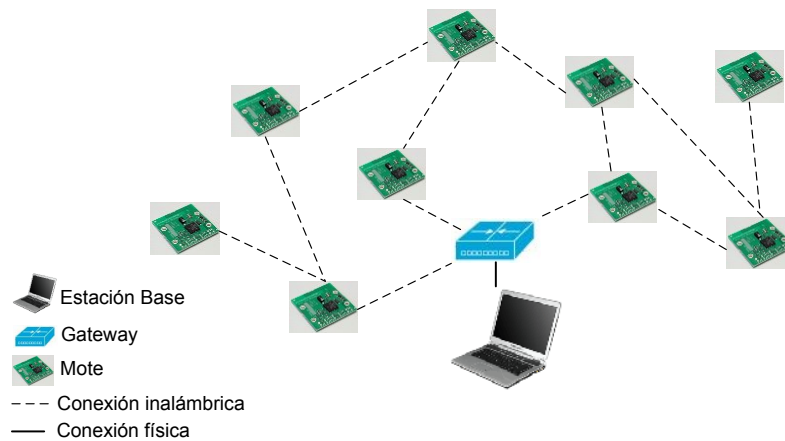 Estación Base
Gateway
Mote
Conexión inalámbrica
Conexión física